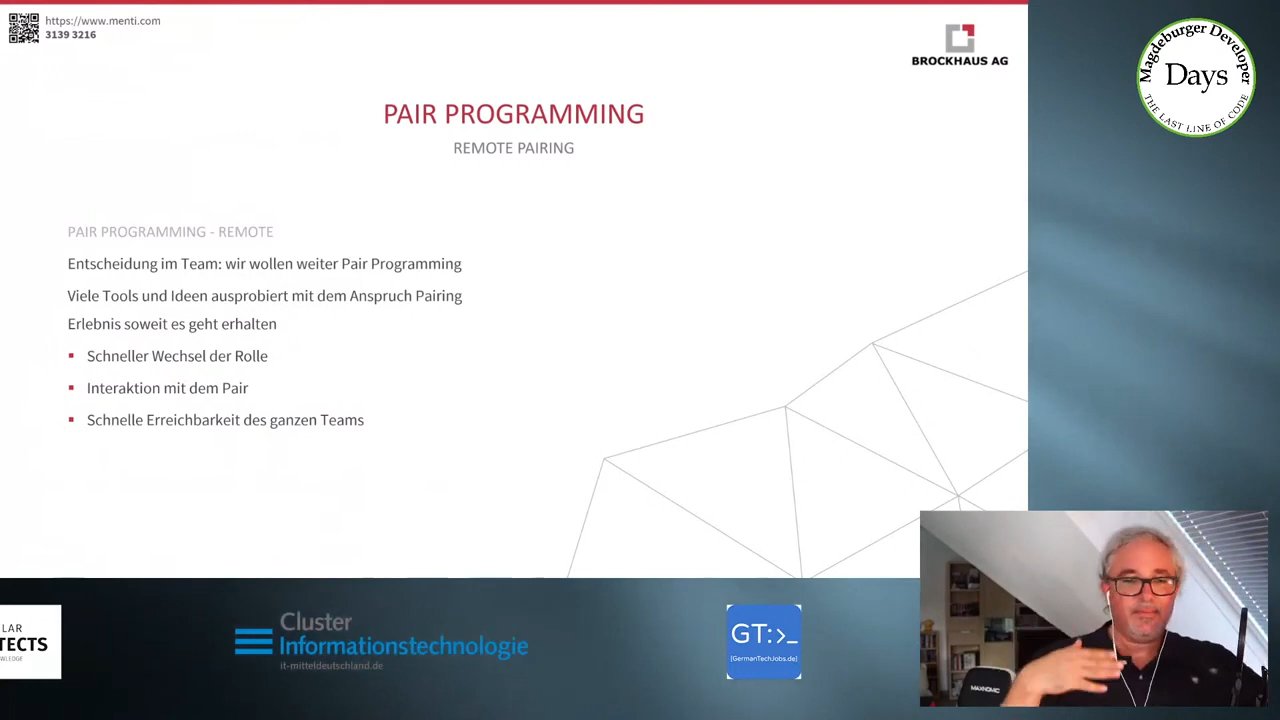 https://www.menti.com
3139 3216
BROCKHAUS AG
Magdeburger Developer
Days
THE LAST LINE OF CODE
PAIR PROGRAMMING
REMOTE PAIRING
PAIR PROGRAMMING - REMOTE
Entscheidung im Team: wir wollen weiter Pair Programming
Viele Tools und Ideen ausprobiert mit dem Anspruch Pairing
Erlebnis soweit es geht erhalten
Schneller Wechsel der Rolle
Interaktion mit dem Pair
Schnelle Erreichbarkeit des ganzen Teams
LAR
TECTS
WLEDGE
Cluster
Informationstechnologie
it-mitteldeutschland.de
GT:>_
[GermanTechJobs.de]
MAXNOMIC